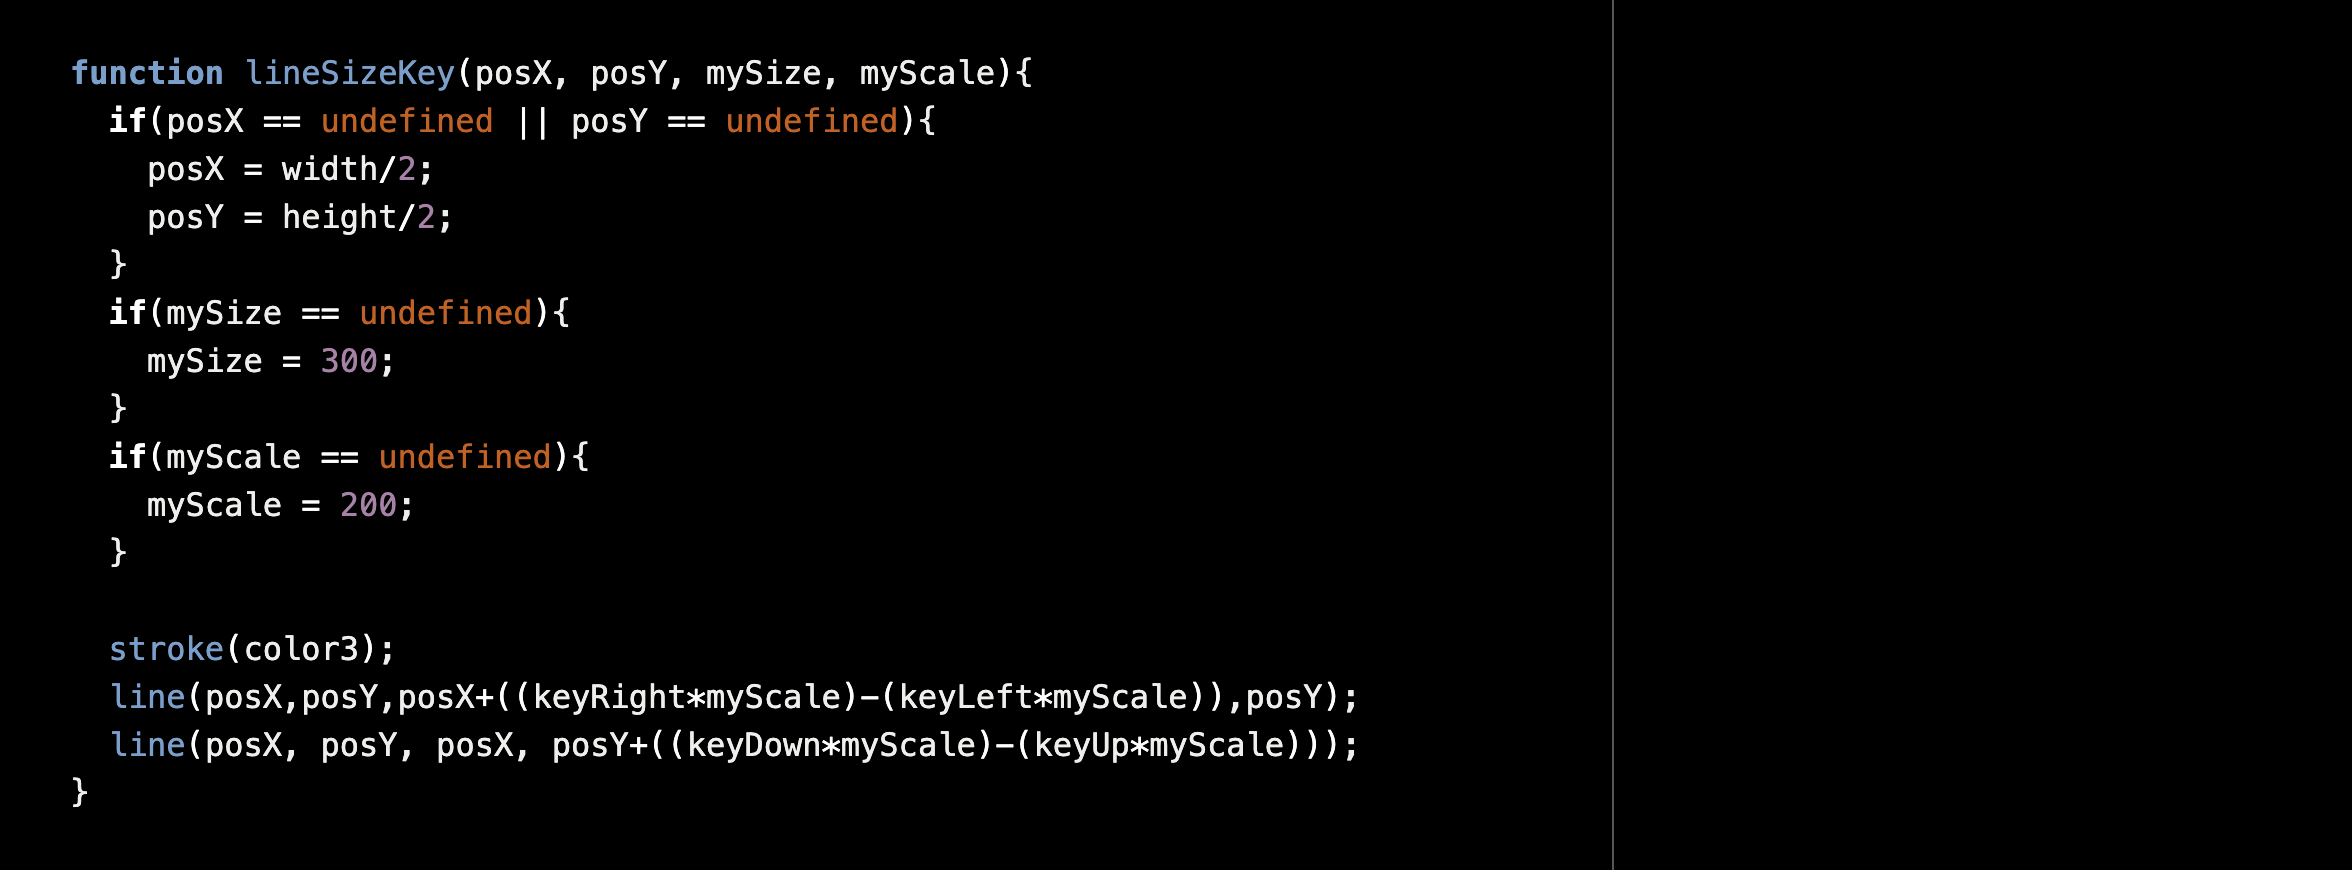 function lineSizeKey(posX, posY, mySize, myScale){
  if(posX == undefined || posY == undefined){
    posX = width/2;
    posY = height/2;
  }
  if(mySize == undefined){
    mySize = 300;
  }
  if(myScale == undefined){
    myScale = 200;
  }

  stroke(color3);
  line(posX,posY,posX+((keyRight*myScale)-(keyLeft*myScale)),posY);
  line(posX, posY, posX, posY+((keyDown*myScale)-(keyUp*myScale)));
}